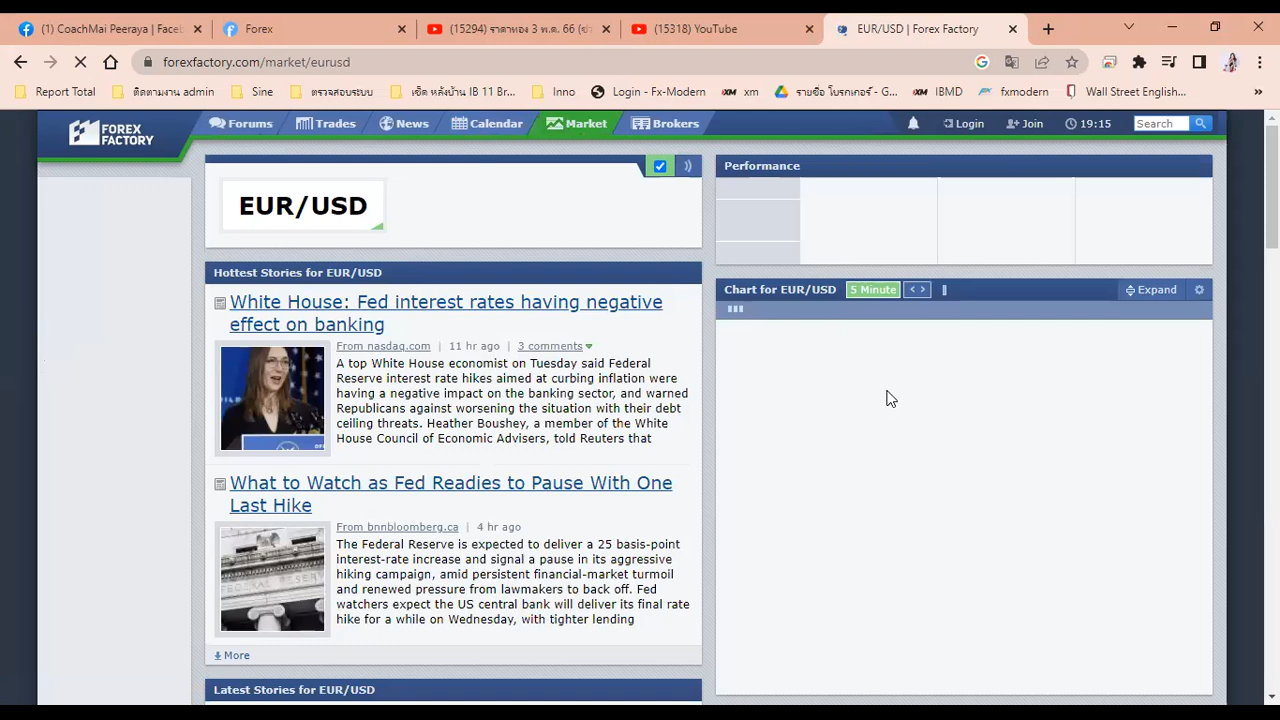 (1) CoachMai Peeraya | Faceb
Forex
(15294) ราคาทอง 3 พ.ค. 66 (ช่ว
(15318) YouTube
EUR/USD | Forex Factory
forexfactory.com/market/eurusd
Report Total
ติดตามงาน admin
Sine
ตรวจสอบระบบ
เช็ค หลังบ้าน IB 11 Br...
Inno
Login - Fx-Modern
xm
รายชื่อ โบรกเกอร์ - G...
IBMD
fxmodern
Wall Street English...
FOREX FACTORY
Forums
Trades
News
Calendar
Market
Brokers
Login
Join
19:15
Search
EUR/USD
Hottest Stories for EUR/USD
White House: Fed interest rates having negative
effect on banking
From nasdaq.com | 11 hr ago | 3 comments
A top White House economist on Tuesday said Federal
Reserve interest rate hikes aimed at curbing inflation were
having a negative impact on the banking sector, and warned
Republicans against worsening the situation with their debt
ceiling threats. Heather Boushey, a member of the White
House Council of Economic Advisers, told Reuters that
What to Watch as Fed Readies to Pause With One
Last Hike
From bnnbloomberg.ca | 4 hr ago
The Federal Reserve is expected to deliver a 25 basis-point
interest-rate increase and signal a pause in its aggressive
hiking campaign, amid persistent financial-market turmoil
and renewed pressure from lawmakers to back off. Fed
watchers expect the US central bank will deliver its final rate
hike for a while on Wednesday, with tighter lending
More
Latest Stories for EUR/USD
Performance
Chart for EUR/USD
5 Minute
Expand